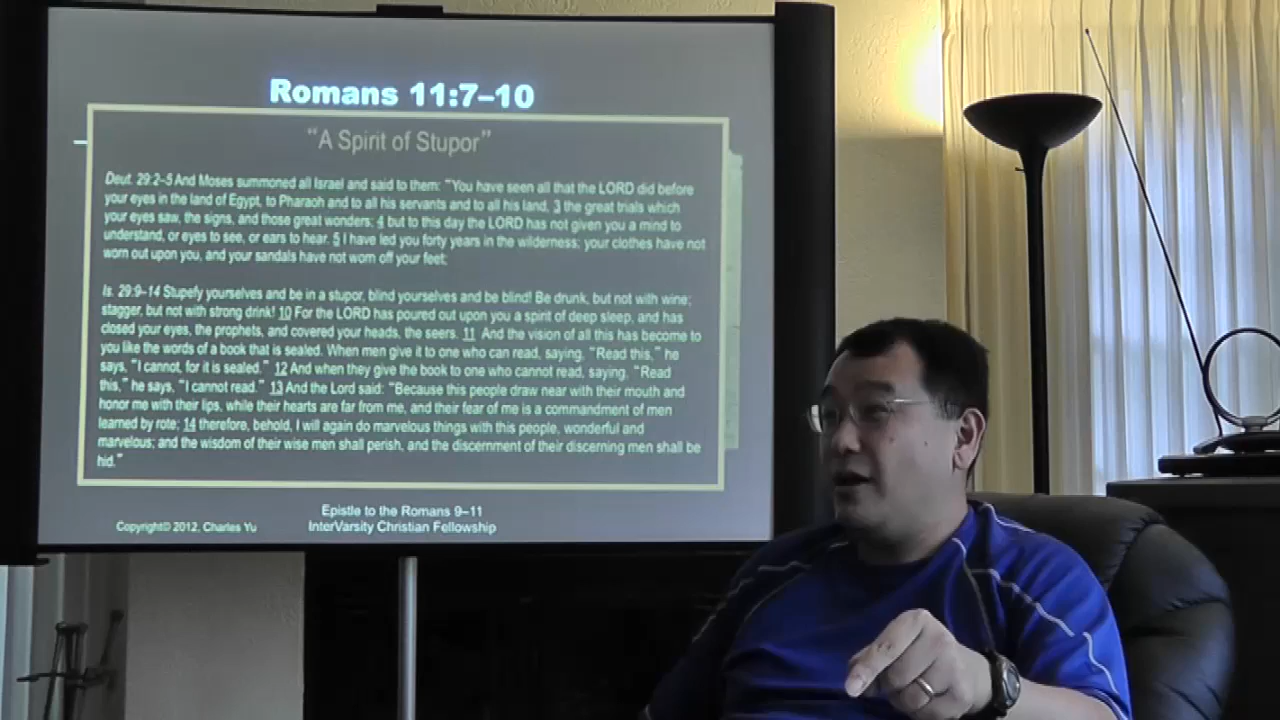 Romans 11:7–10
“A Spirit of Stupor”
Deut. 29:2–5 And Moses summoned all Israel and said to them: “You have seen all that the LORD did before
your eyes in the land of Egypt, to Pharaoh and to all his servants and to all his land, 3 the great trials which
your eyes saw, the signs, and those great wonders; 4 but to this day the LORD has not given you a mind to
understand, or eyes to see, or ears to hear. 5 I have led you forty years in the wilderness; your clothes have not
worn out upon you, and your sandals have not worn off your feet;
Is. 29:9–14 Stupefy yourselves and be in a stupor, blind yourselves and be blind! Be drunk, but not with wine;
stagger, but not with strong drink! 10 For the LORD has poured out upon you a spirit of deep sleep, and has
closed your eyes, the prophets, and covered your heads, the seers. 11 And the vision of all this has become to
you like the words of a book that is sealed. When men give it to one who can read, saying, “Read this,” he
says, “I cannot, for it is sealed.” 12 And when they give the book to one who cannot read, saying, “Read
this,” he says, “I cannot read.” 13 And the Lord said: “Because this people draw near with their mouth and
honor me with their lips, while their hearts are far from me, and their fear of me is a commandment of men
learned by rote; 14 therefore, behold, I will again do marvelous things with this people, wonderful and
marvelous; and the wisdom of their wise men shall perish, and the discernment of their discerning men shall be
hid.”
Epistle to the Romans 9–11
Copyright© 2012, Charles Yu InterVarsity Christian Fellowship